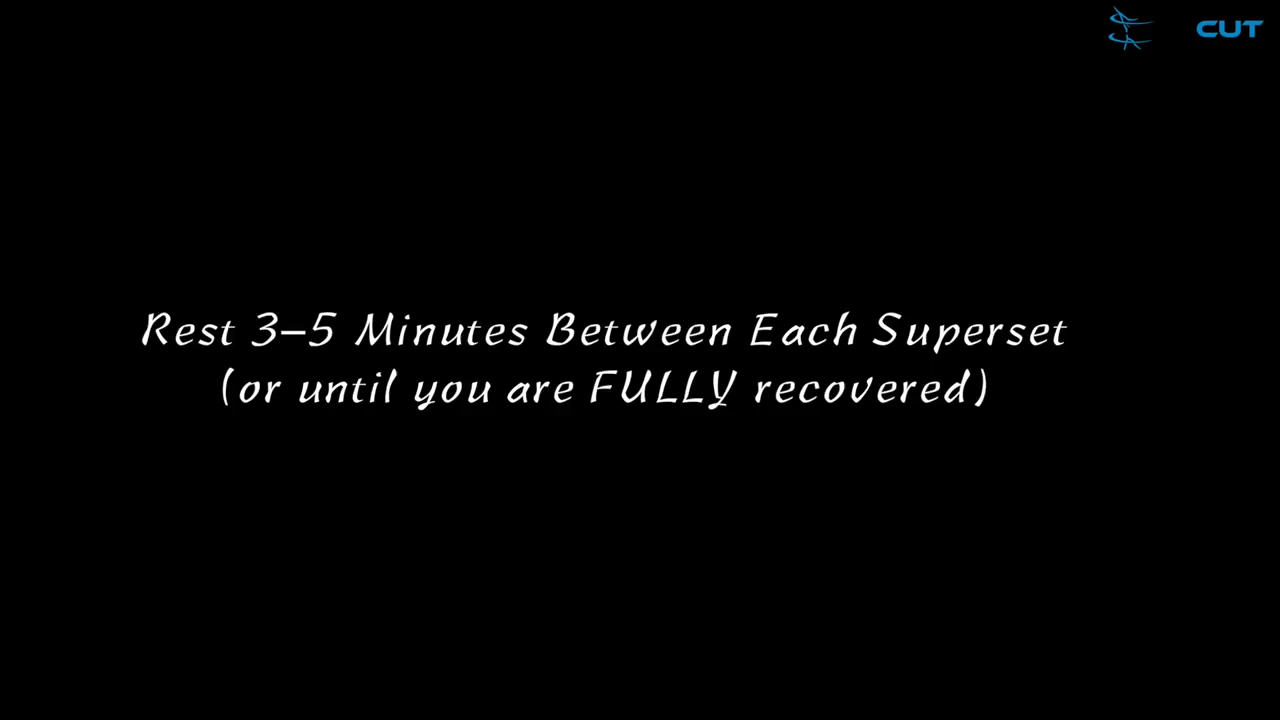 CUT
Rest 3–5 Minutes Between Each Superset
(or until you are FULLY recovered)